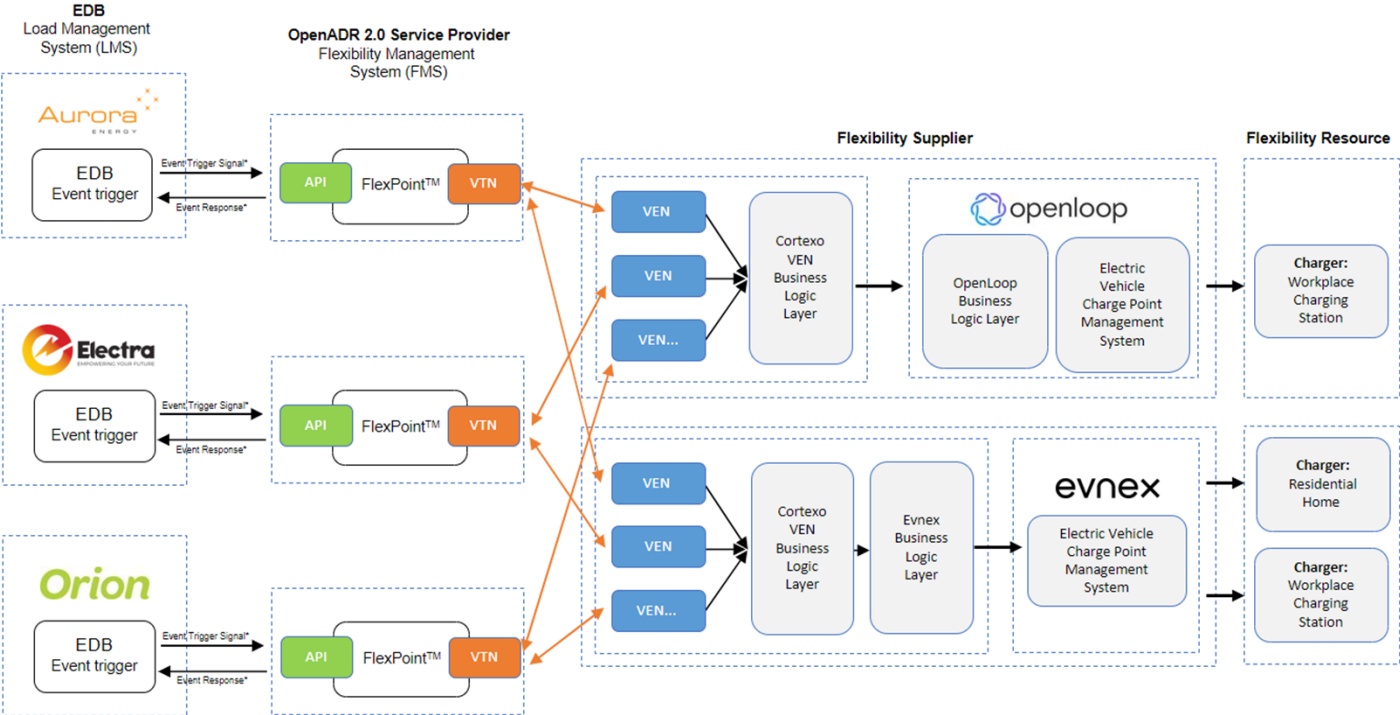 EDB
Load Management
System (LMS)
OpenADR 2.0 Service Provider
Flexibility Management
System (FMS)
Flexibility Supplier
Flexibility Resource
Aurora
ENERGY
EDB
Event trigger
Event Trigger Signal*
Event Response*
API
FlexPoint™
VTN
VEN
VEN
VEN...
Cortexo
VEN
Business
Logic
Layer
openloop
OpenLoop
Business
Logic Layer
Electric
Vehicle
Charge Point
Management
System
Charger:
Workplace
Charging
Station
Electra
EMPOWERING YOUR FUTURE
EDB
Event trigger
Event Trigger Signal*
Event Response*
API
FlexPoint™
VTN
VEN
VEN
VEN...
Cortexo
VEN
Business
Logic
Layer
Evnex
Business
Logic
Layer
evnex
Electric Vehicle
Charge Point
Management
System
Charger:
Residential
Home
Charger:
Workplace
Charging
Station
Orion
EDB
Event trigger
Event Trigger Signal*
Event Response*
API
FlexPoint™
VTN